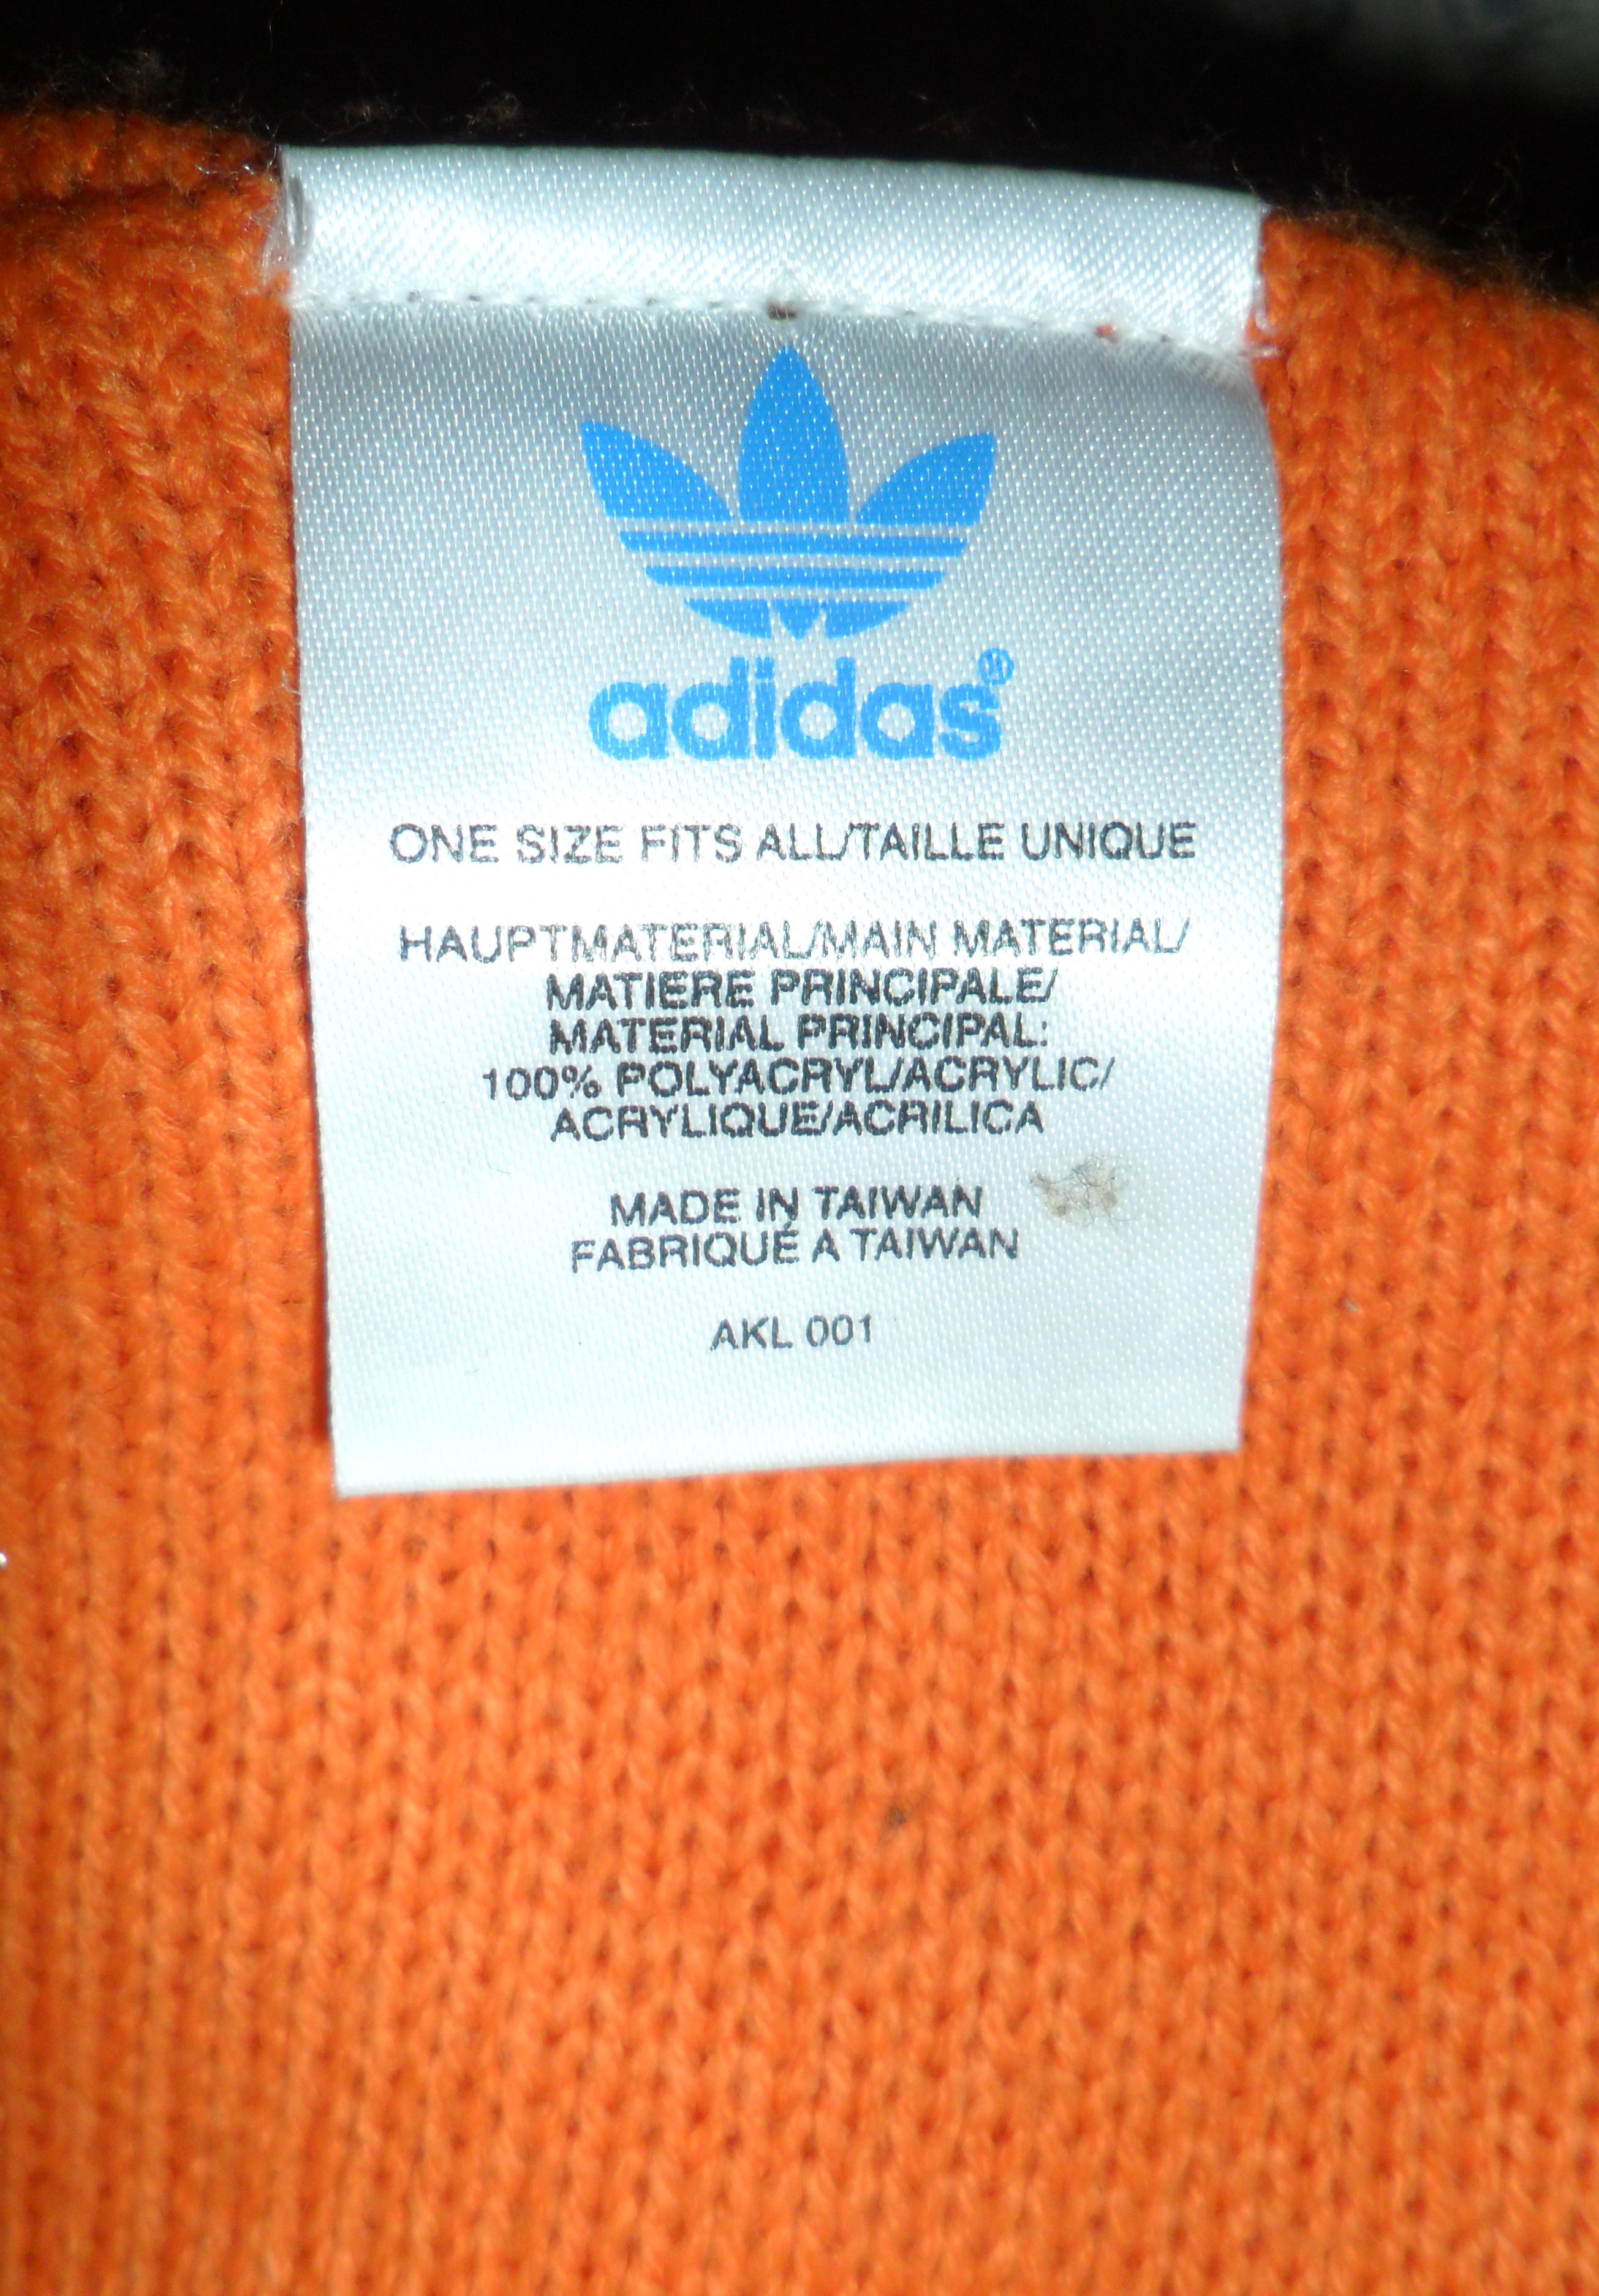 adidas®
ONE SIZE FITS ALL/TAILLE UNIQUE
HAUPTMATERIAL/MAIN MATERIAL/
MATIERE PRINCIPALE/
MATERIAL PRINCIPAL:
100% POLYACRYL/ACRYLIC/
ACRYLIQUE/ACRILICA
MADE IN TAIWAN
FABRIQUÉ A TAIWAN
AKL 001